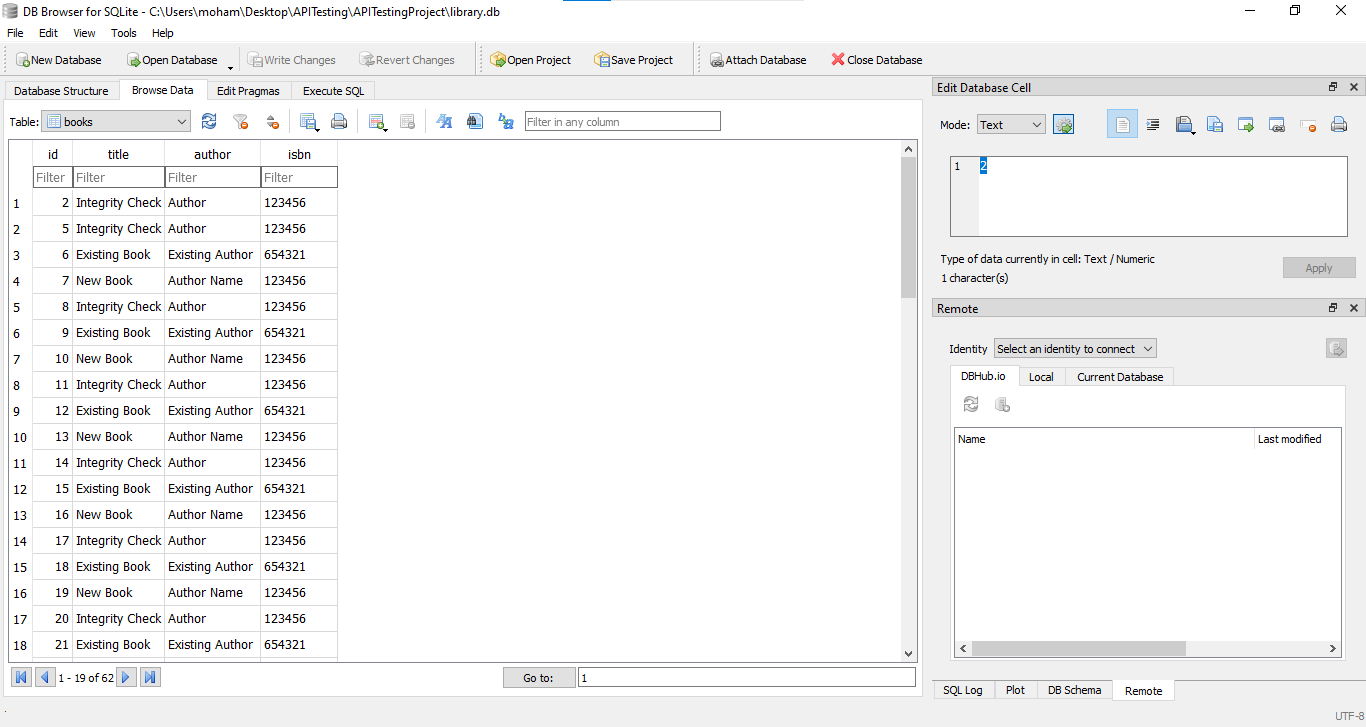 DB Browser for SQLite - C:\Users\moham\Desktop\APITesting\APITestingProject\library.db
File Edit View Tools Help
New Database Open Database Write Changes Revert Changes Open Project Save Project Attach Database Close Database
Database Structure Browse Data Edit Pragmas Execute SQL
Table: books Filter in any column
id title author isbn
Filter Filter Filter Filter
1 2 Integrity Check Author 123456
2 5 Integrity Check Author 123456
3 6 Existing Book Existing Author 654321
4 7 New Book Author Name 123456
5 8 Integrity Check Author 123456
6 9 Existing Book Existing Author 654321
7 10 New Book Author Name 123456
8 11 Integrity Check Author 123456
9 12 Existing Book Existing Author 654321
10 13 New Book Author Name 123456
11 14 Integrity Check Author 123456
12 15 Existing Book Existing Author 654321
13 16 New Book Author Name 123456
14 17 Integrity Check Author 123456
15 18 Existing Book Existing Author 654321
16 19 New Book Author Name 123456
17 20 Integrity Check Author 123456
18 21 Existing Book Existing Author 654321
1 - 19 of 62 Go to: 1
Edit Database Cell
Mode: Text
1 2
Type of data currently in cell: Text / Numeric
1 character(s)
Apply
Remote
Identity Select an identity to connect
DBHub.io Local Current Database
Name Last modified
SQL Log Plot DB Schema Remote
UTF-8